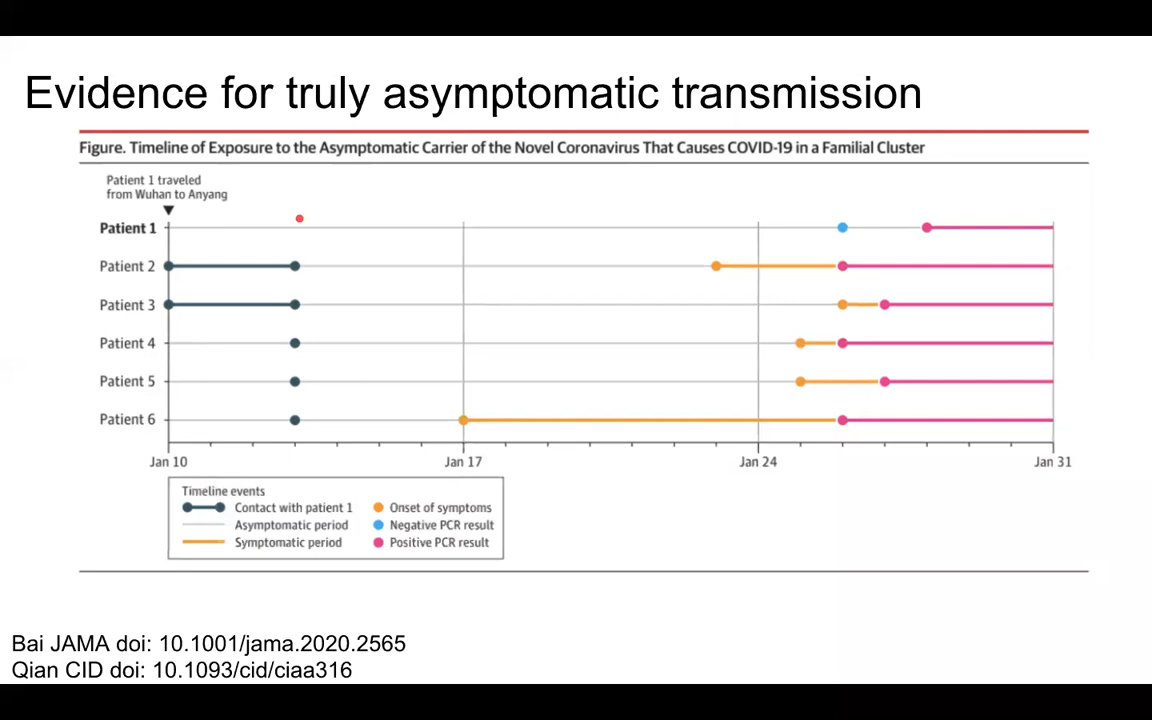 Evidence for truly asymptomatic transmission
Figure. Timeline of Exposure to the Asymptomatic Carrier of the Novel Coronavirus That Causes COVID-19 in a Familial Cluster
Patient 1 traveled
from Wuhan to Anyang
Patient 1
Patient 2
Patient 3
Patient 4
Patient 5
Patient 6
Jan 10 Jan 17 Jan 24 Jan 31
Timeline events
Contact with patient 1 Onset of symptoms
Asymptomatic period Negative PCR result
Symptomatic period Positive PCR result
Bai JAMA doi: 10.1001/jama.2020.2565
Qian CID doi: 10.1093/cid/ciaa316